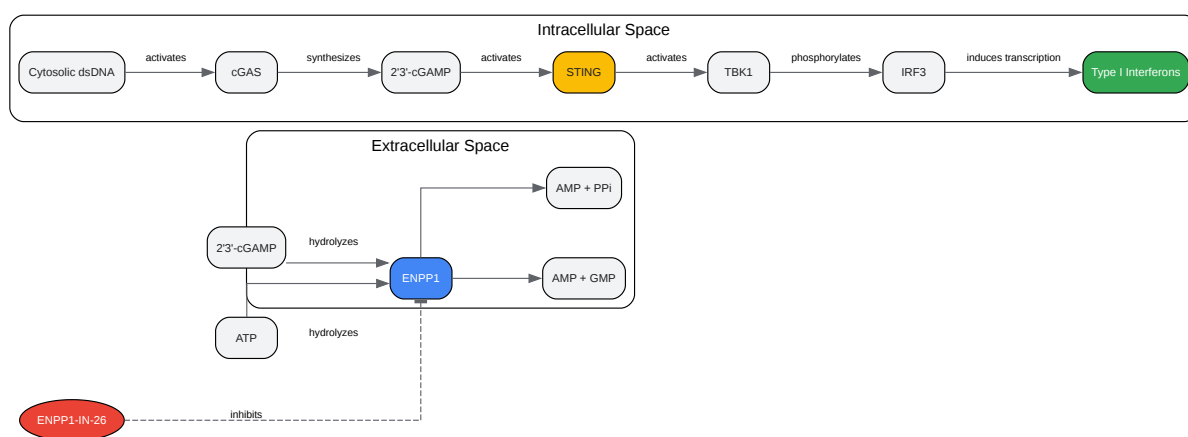 Intracellular Space
activates
synthesizes
activates
activates
phosphorylates
induces transcription
Cytosolic dsDNA
cGAS
2'3'-cGAMP
STING
TBK1
IRF3
Type I Interferons
Extracellular Space
AMP + PPi
2'3'-cGAMP
hydrolyzes
ENPP1
AMP + GMP
ATP
hydrolyzes
ENPP1-IN-26
inhibits